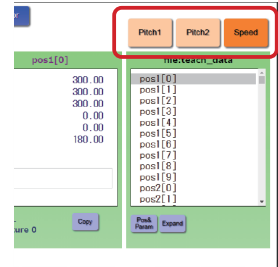 Pitch1 Pitch2 Speed
pos1[0] file:teach_data
300.00
300.00
300.00
0.00
0.00
180.00
pos1[0]
pos1[1]
pos1[2]
pos1[3]
pos1[4]
pos1[5]
pos1[6]
pos1[7]
pos1[8]
pos1[9]
pos2[0]
pos2[1]
ure 0 Copy
Pos& Param Expand